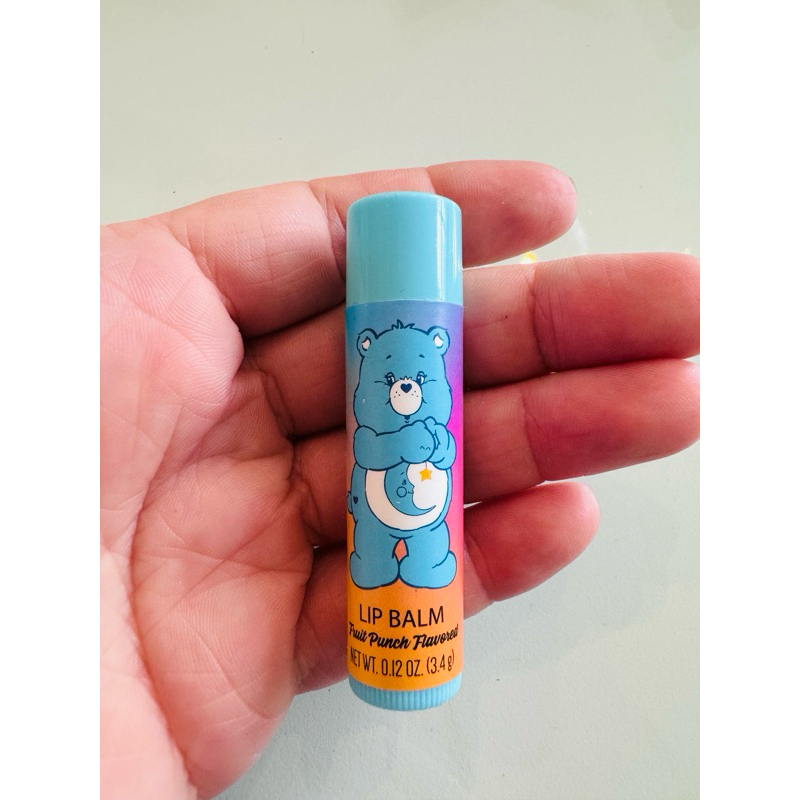 LIP BALM
Fruit Punch Flavored
NET WT. 0.12 OZ. (3.4 g)